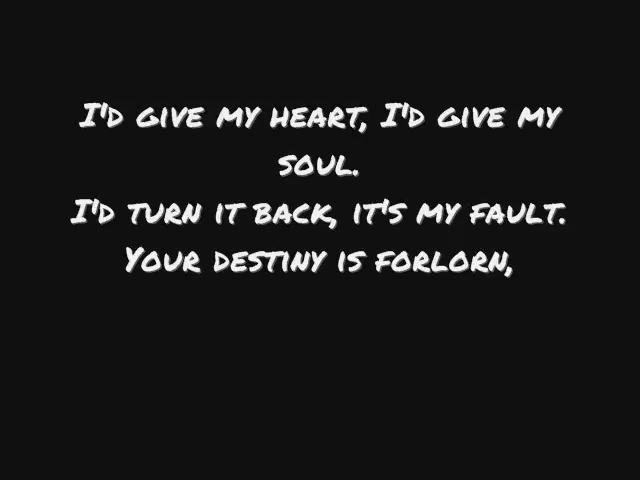 I'd give my heart, I'd give my
soul.
I'd turn it back, it's my fault.
Your destiny is forlorn,